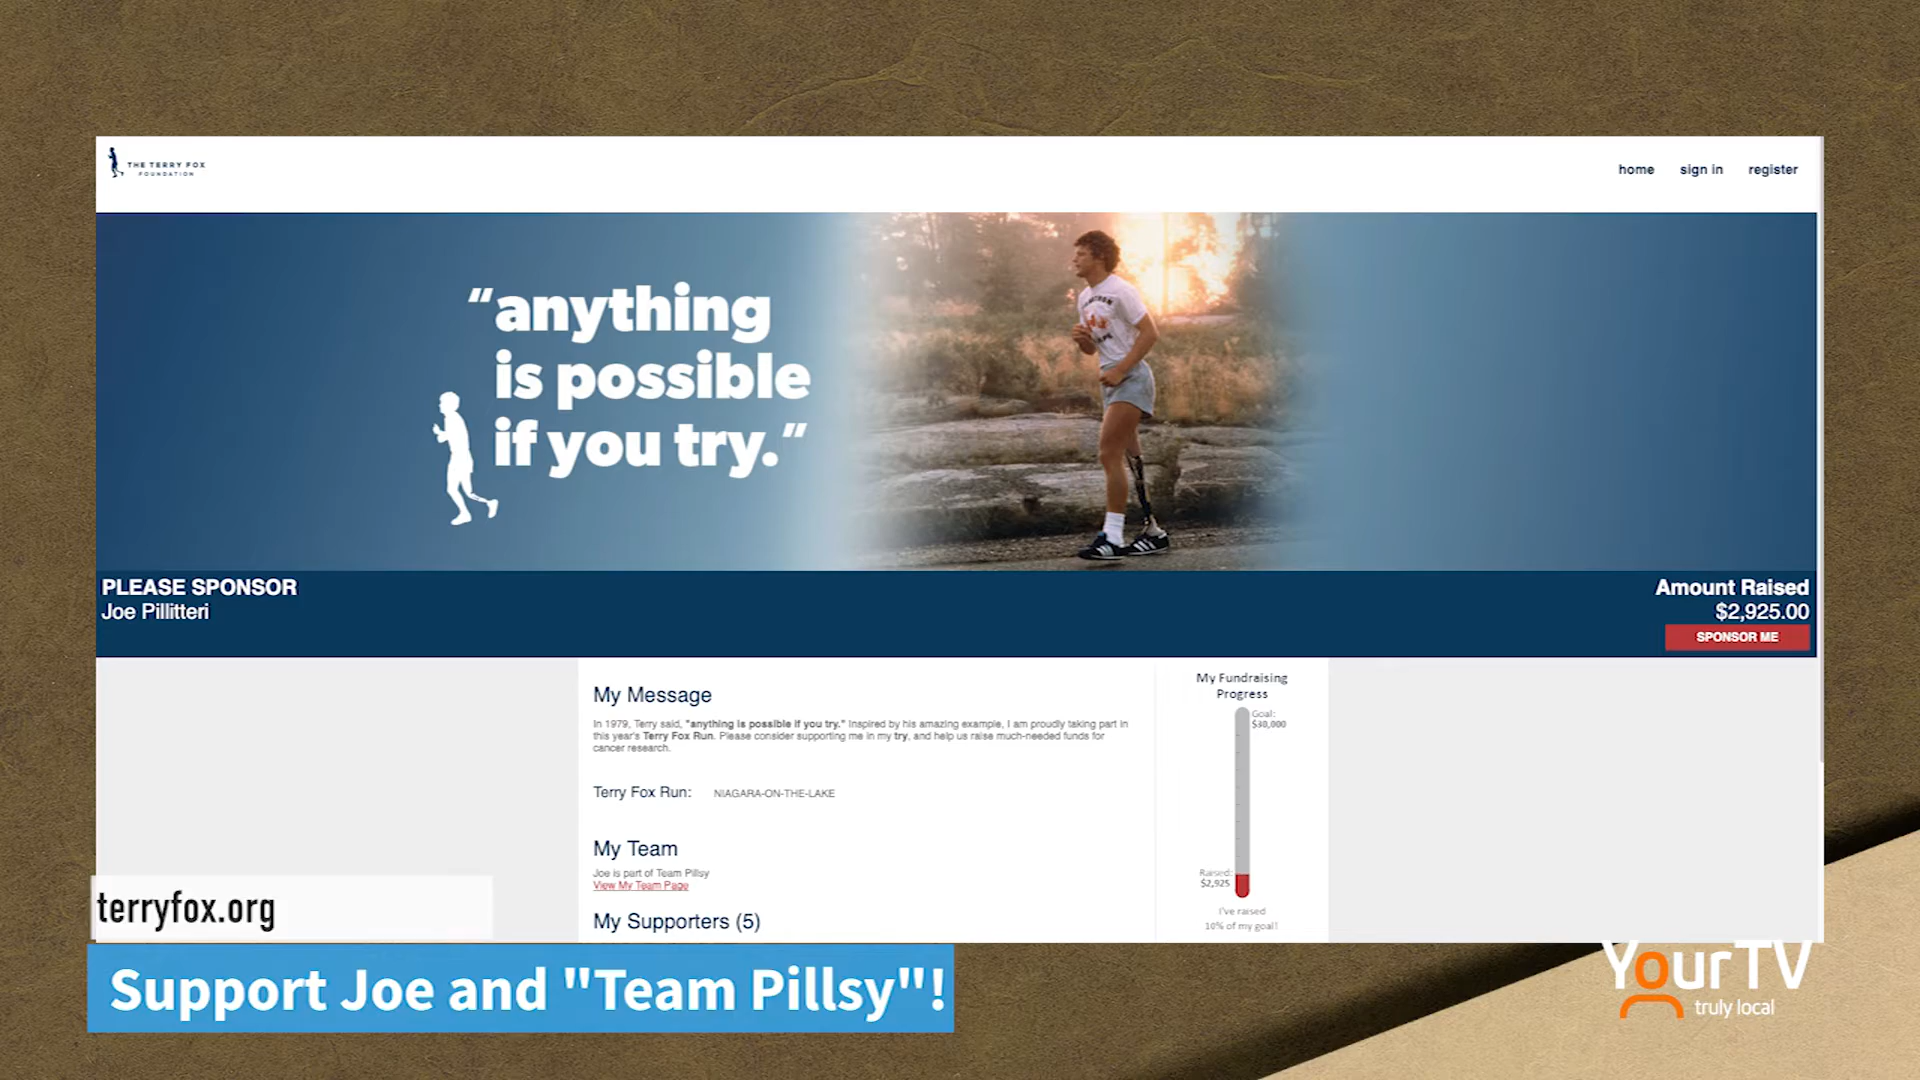 THE TERRY FOX
FOUNDATION
home sign in register
“anything
is possible
if you try.”
PLEASE SPONSOR
Joe Pillitteri
Amount Raised
$2,925.00
SPONSOR ME
My Message
In 1979, Terry said, "anything is possible if you try." Inspired by his amazing example, I am proudly taking part in
this year's Terry Fox Run. Please consider supporting me in my try, and help us raise much-needed funds for
cancer research.
Terry Fox Run: NIAGARA-ON-THE-LAKE
My Team
Joe is part of Team Pillsy
View My Team Page
My Supporters (5)
My Fundraising
Progress
Goal:
$30,000
Raised:
$2,925
I've raised
10% of my goal!
terryfox.org
Support Joe and "Team Pillsy"!
YourTV
truly local